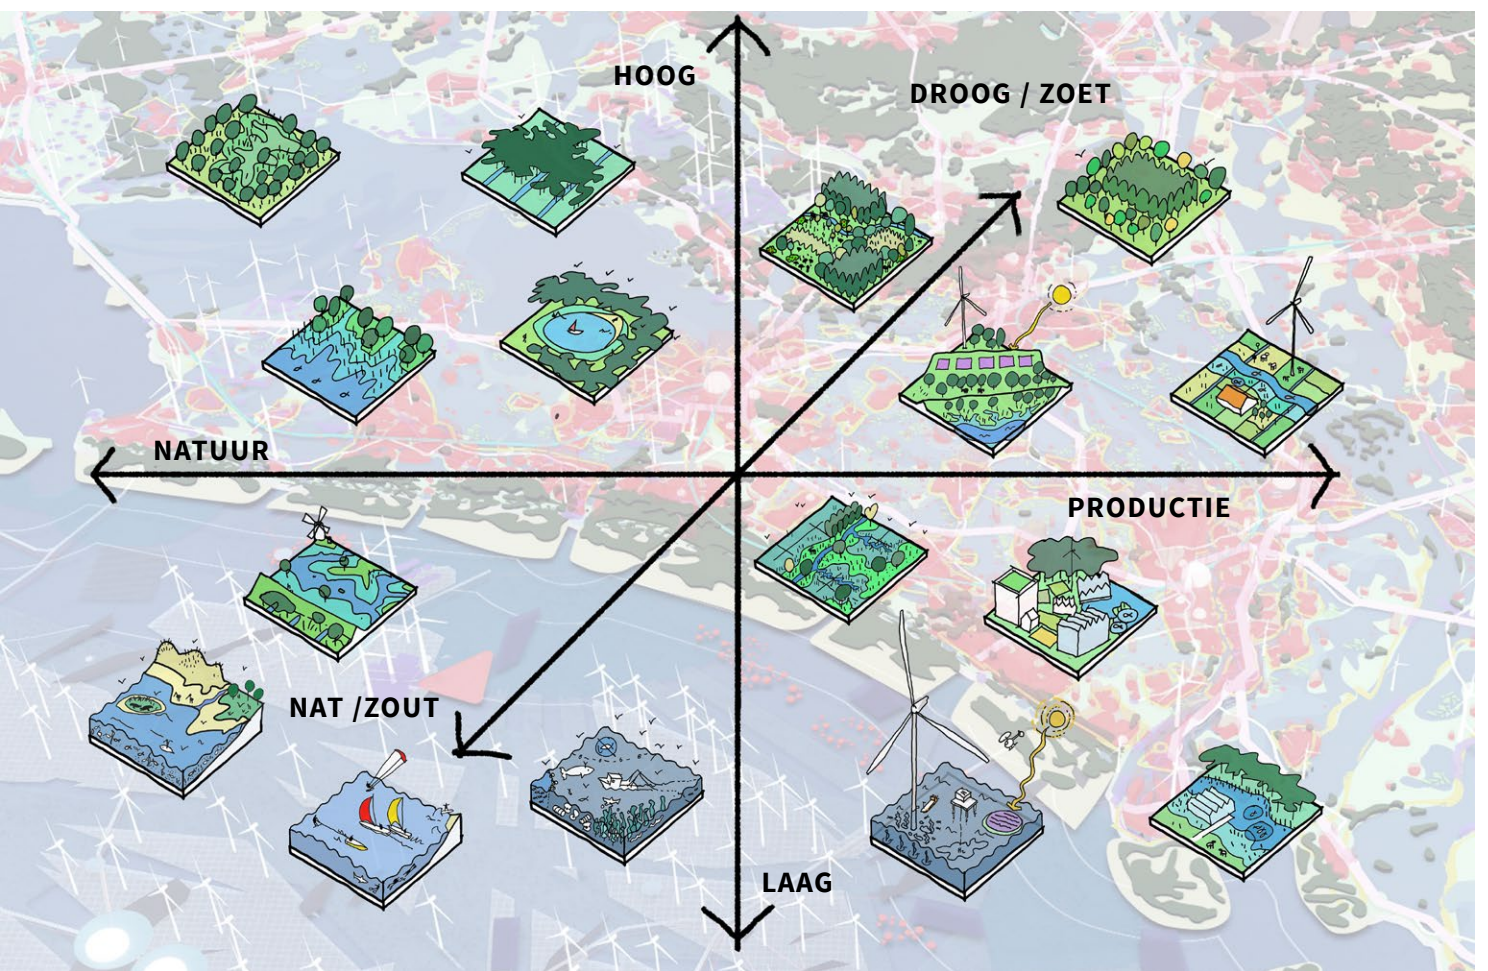 HOOG
DROOG / ZOET
NATUUR
PRODUCTIE
NAT /ZOUT
LAAG